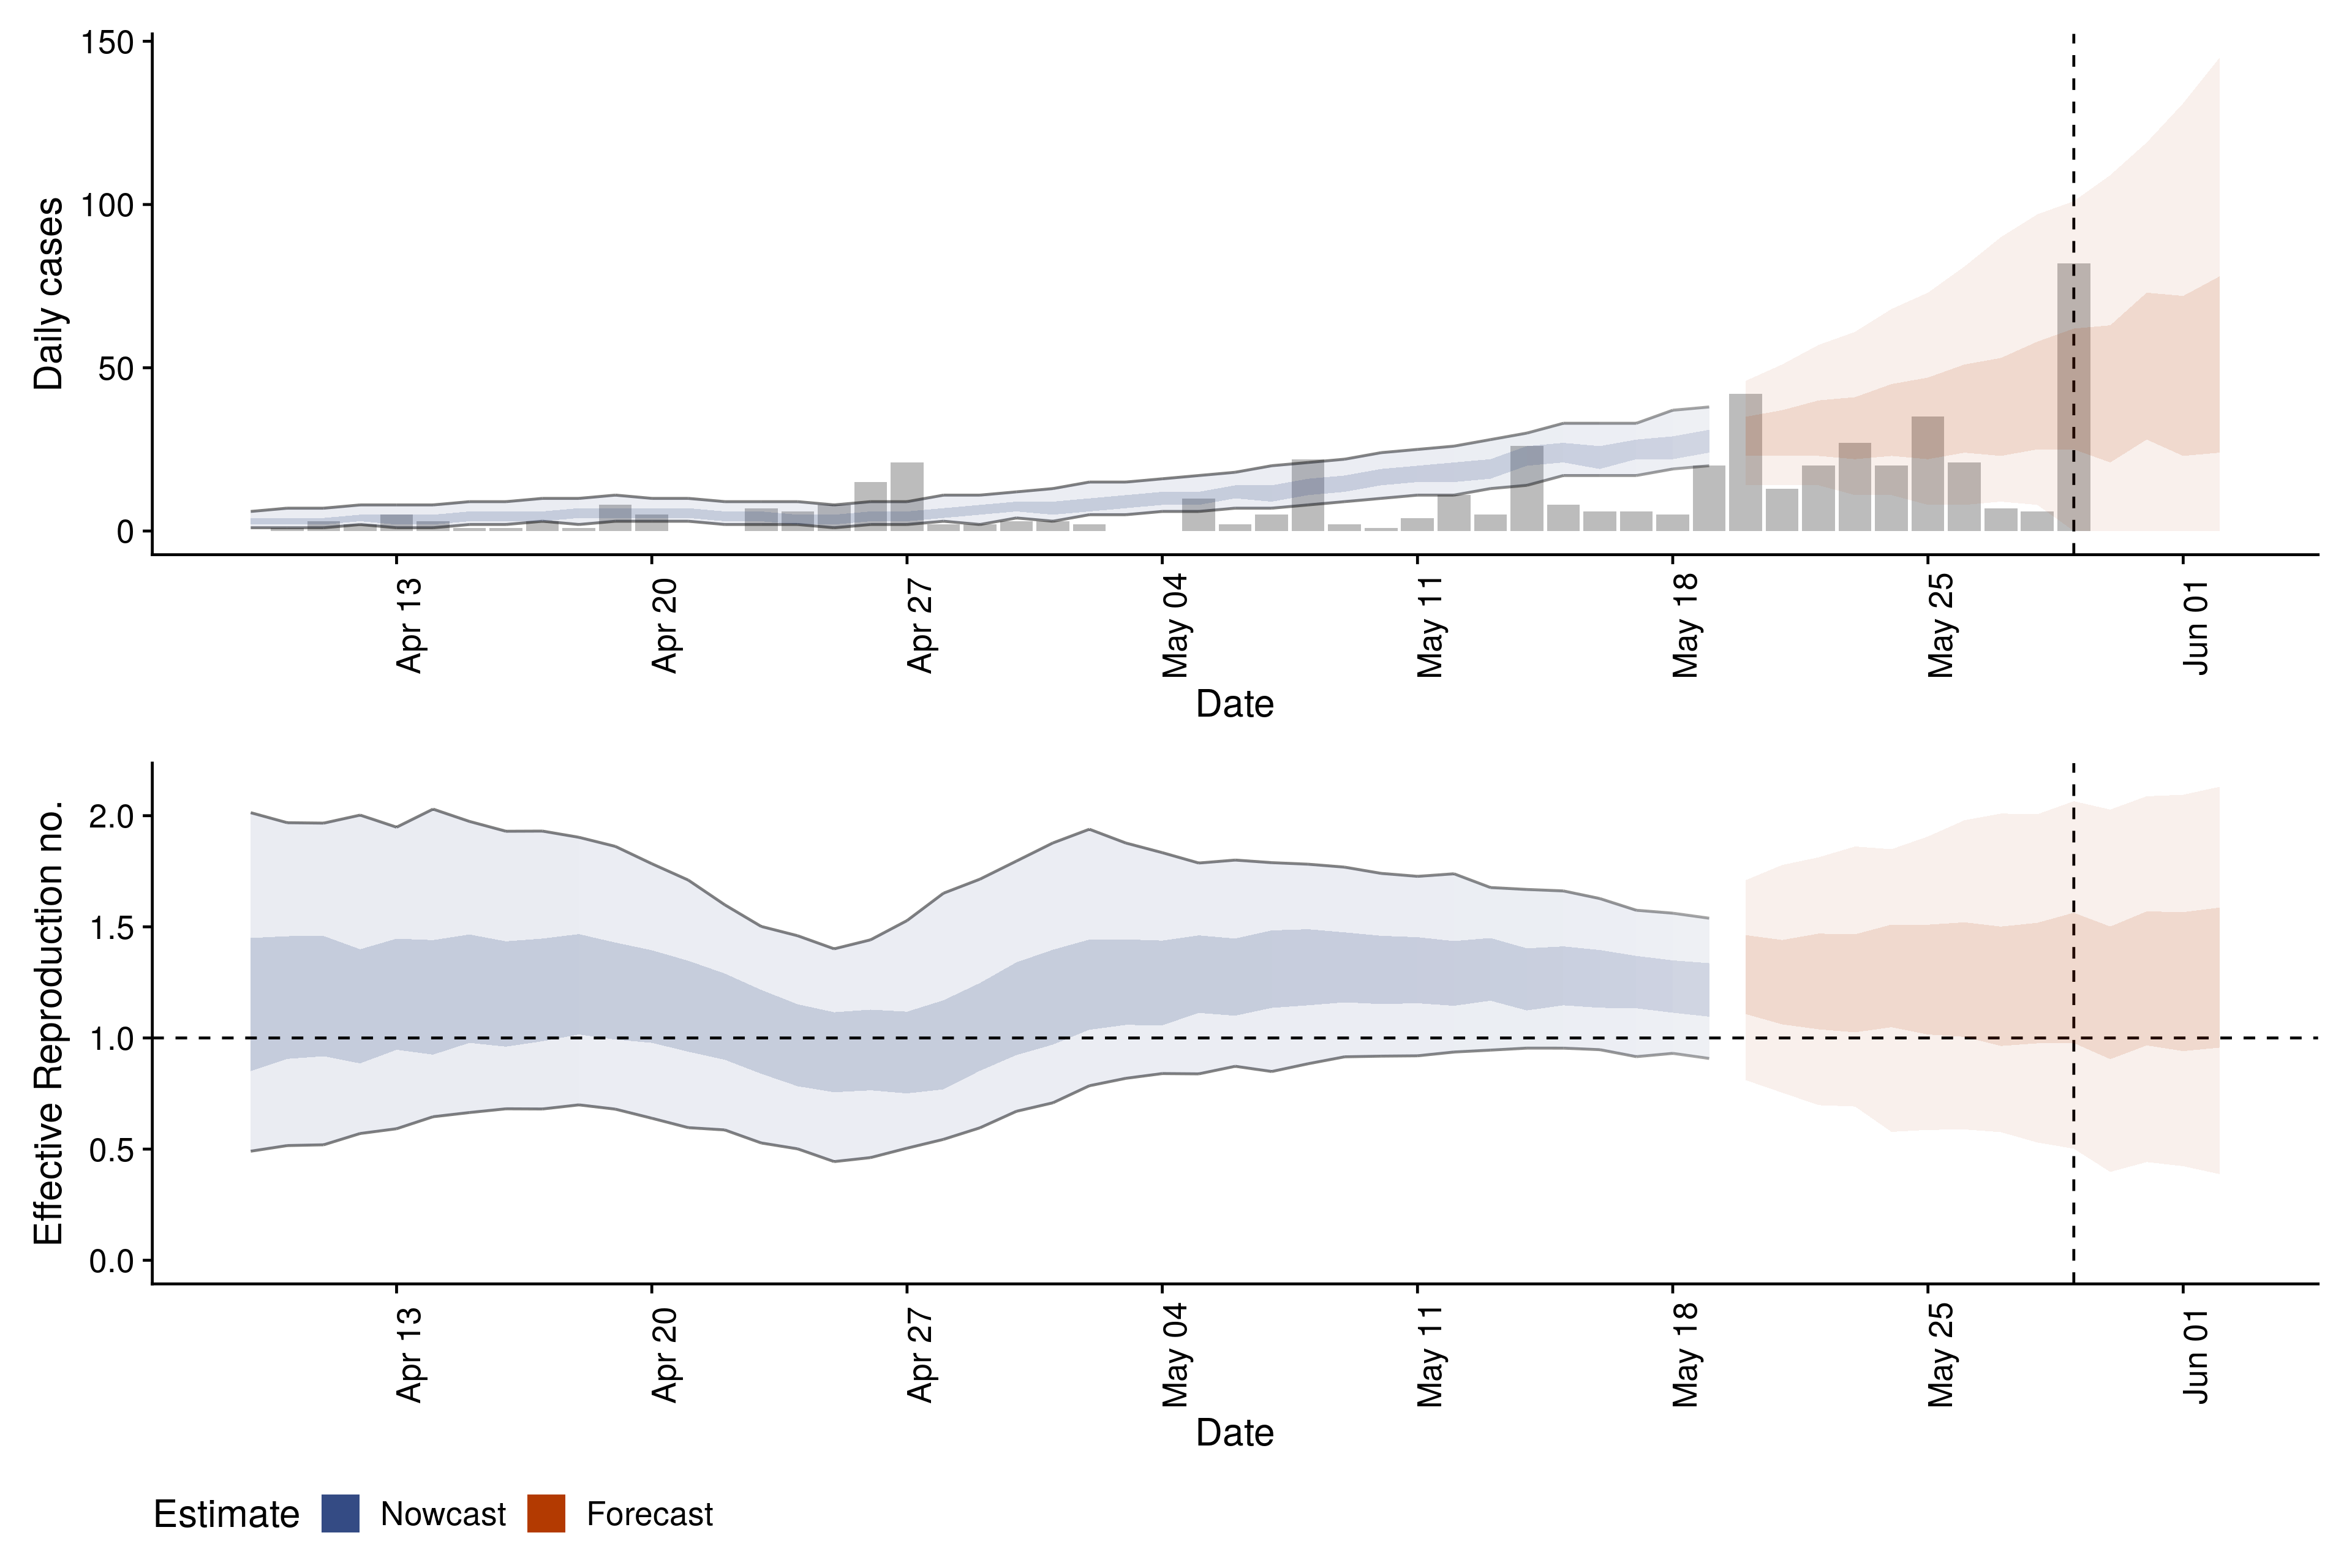 150
100
50
0
Daily cases
Apr 13
Apr 20
Apr 27
May 04
May 11
May 18
May 25
Jun 01
Date
2.0
1.5
1.0
0.5
0.0
Effective Reproduction no.
Apr 13
Apr 20
Apr 27
May 04
May 11
May 18
May 25
Jun 01
Date
Estimate Nowcast Forecast